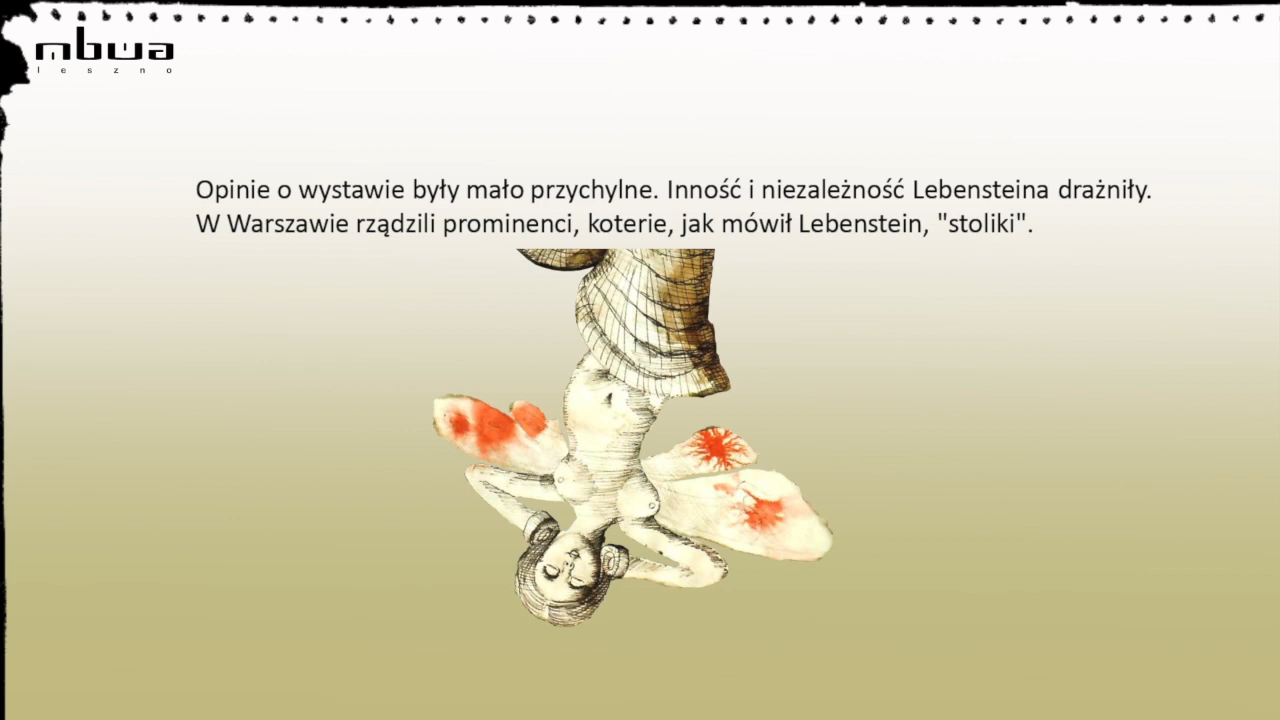 mbwa
leszno
Opinie o wystawie były mało przychylne. Inność i niezależność Lebensteina drażniły.
W Warszawie rządzili prominenci, koterie, jak mówił Lebenstein, "stoliki".